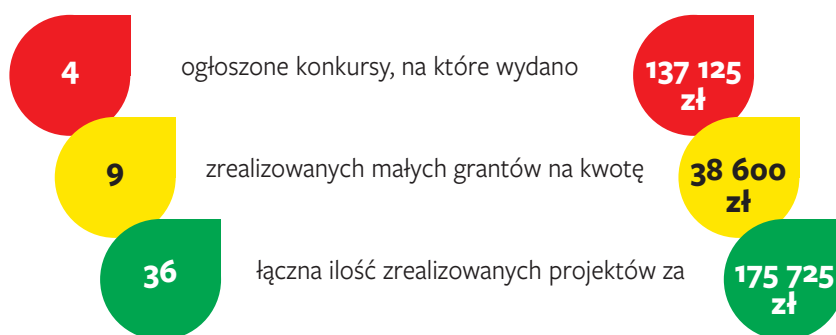 4
ogłoszone konkursy, na które wydano
137 125
zł
9
zrealizowanych małych grantów na kwotę
38 600
zł
36
łączna ilość zrealizowanych projektów za
175 725
zł